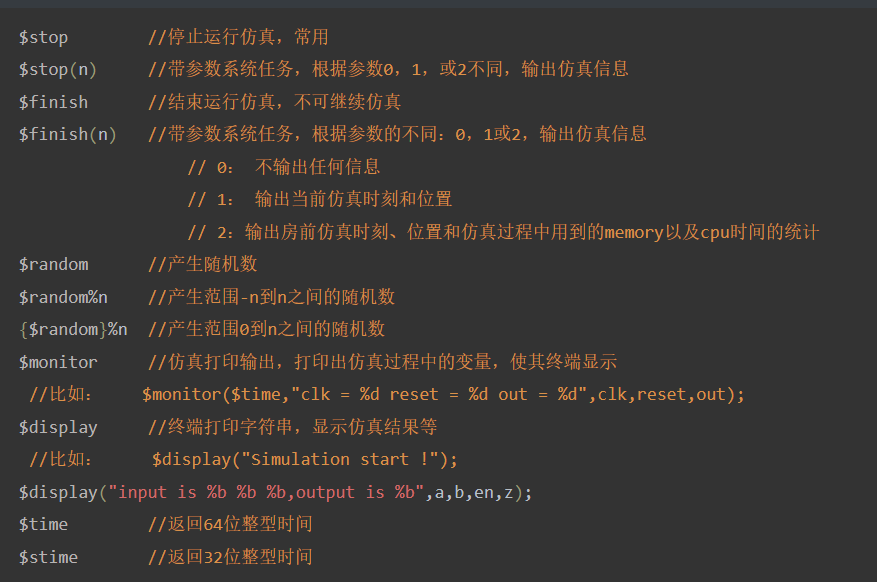 $stop        //停止运行仿真，常用
$stop(n)     //带参数系统任务，根据参数0，1，或2不同，输出仿真信息
$finish      //结束运行仿真，不可继续仿真
$finish(n)   //带参数系统任务，根据参数的不同：0，1或2，输出仿真信息
// 0： 不输出任何信息
// 1： 输出当前仿真时刻和位置
// 2：输出房前仿真时刻、位置和仿真过程中用到的memory以及cpu时间的统计
$random      //产生随机数
$random%n    //产生范围-n到n之间的随机数
{$random}%n  //产生范围0到n之间的随机数
$monitor     //仿真打印输出，打印出仿真过程中的变量，使其终端显示
//比如：     $monitor($time,"clk = %d reset = %d out = %d",clk,reset,out);
$display     //终端打印字符串，显示仿真结果等
//比如：      $display("Simulation start !");
$display("input is %b %b %b,output is %b",a,b,en,z);
$time        //返回64位整型时间
$stime       //返回32位整型时间